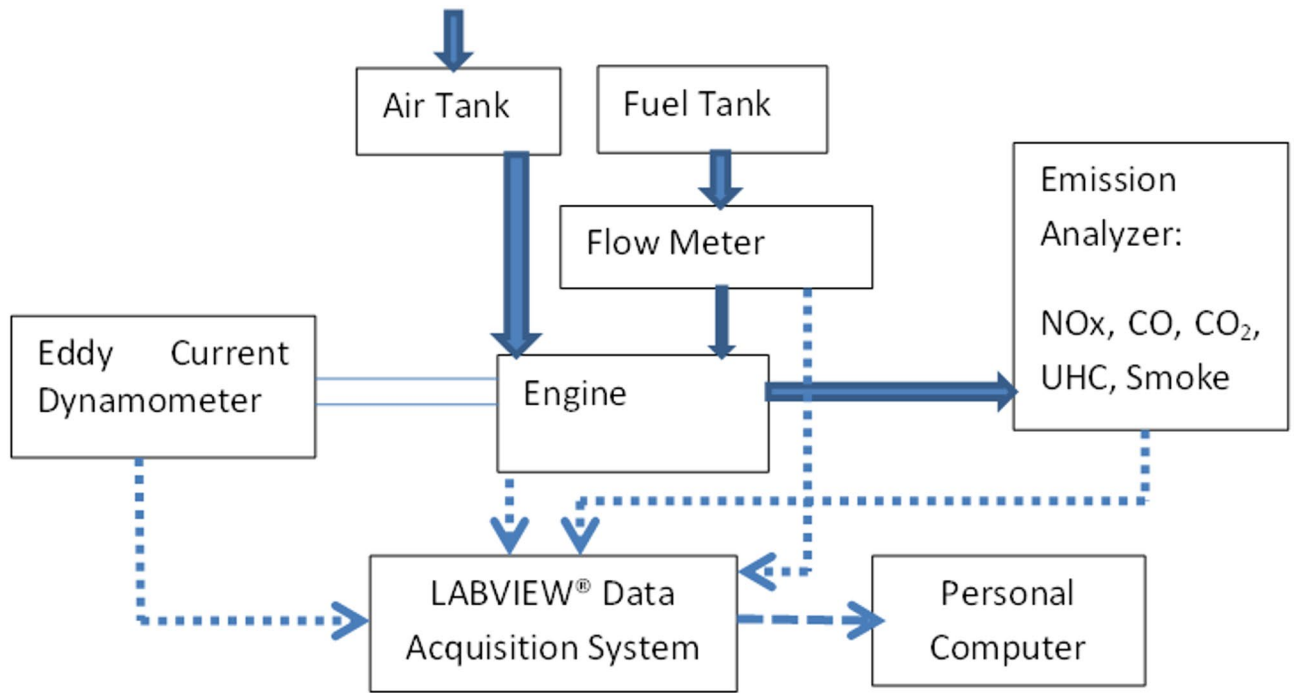 Air Tank
Fuel Tank
Flow Meter
Emission
Analyzer:
NOx, CO, CO₂,
UHC, Smoke
Eddy Current
Dynamometer
Engine
LABVIEW® Data
Acquisition System
Personal
Computer